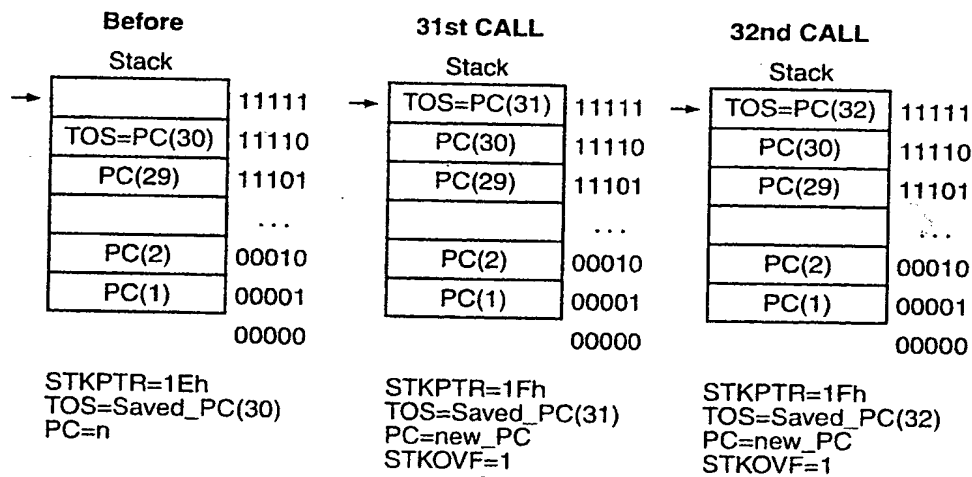 Before
Stack
11111
TOS=PC(30) 11110
PC(29) 11101
...
PC(2) 00010
PC(1) 00001
00000
STKPTR=1Eh
TOS=Saved_PC(30)
PC=n
31st CALL
Stack
TOS=PC(31) 11111
PC(30) 11110
PC(29) 11101
...
PC(2) 00010
PC(1) 00001
00000
STKPTR=1Fh
TOS=Saved_PC(31)
PC=new_PC
STKOVF=1
32nd CALL
Stack
TOS=PC(32) 11111
PC(30) 11110
PC(29) 11101
...
PC(2) 00010
PC(1) 00001
00000
STKPTR=1Fh
TOS=Saved_PC(32)
PC=new_PC
STKOVF=1